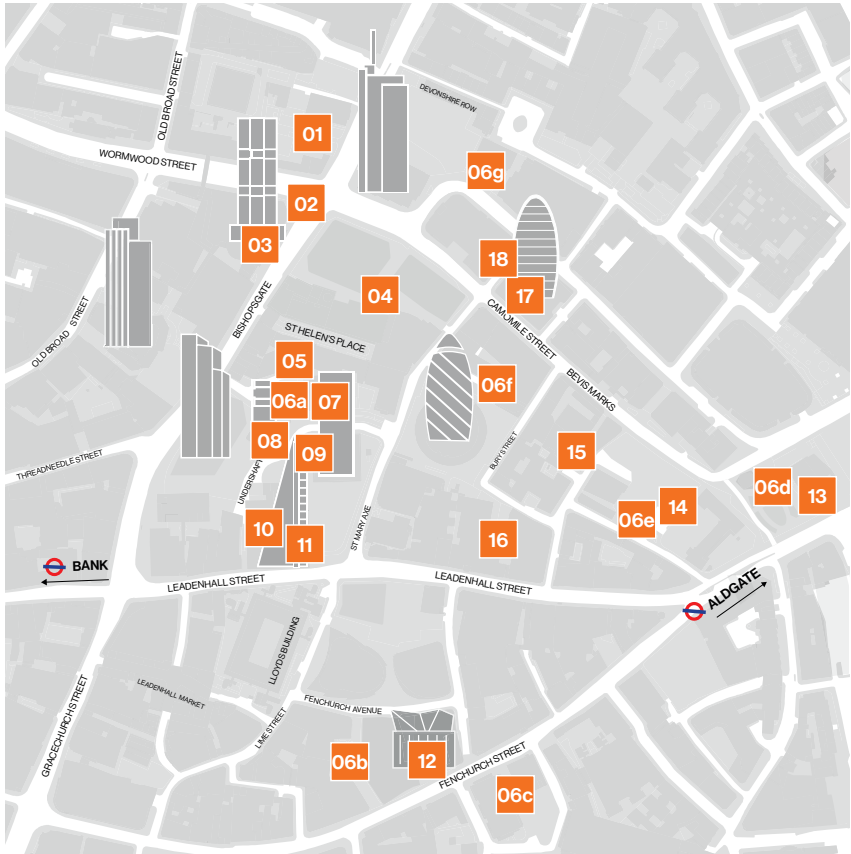 OLD BROAD STREET
DEVONSHIRE ROW
01
WORMWOOD STREET
06g
02
03
18
04
17
BISHOPSGATE
CAMOMILE STREET
OLD BROAD STREET
ST HELEN'S PLACE
05
06f
BEVIS MARKS
06a
07
08
09
BURY STREET
15
THREADNEEDLE STREET
UNDERSHAFT
06d
13
14
06e
10
11
ST MARY AXE
16
BANK
LEADENHALL STREET
LEADENHALL STREET
ALDGATE
LLOYDS BUILDING
LEADENHALL MARKET
FENCHURCH AVENUE
GRACECHURCH STREET
LIME STREET
06b
12
FENCHURCH STREET
06c